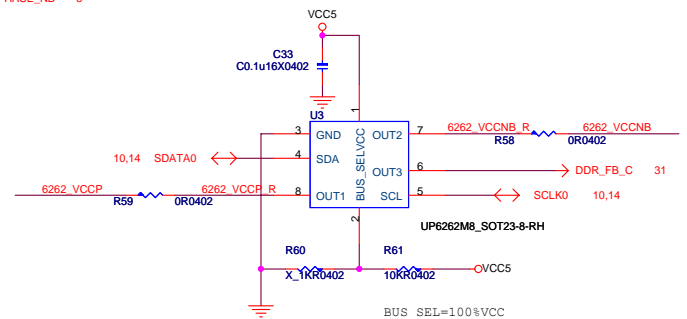 VCC5
C33
C0.1u16X0402
U3
1
3 GND OUT2 7 6262_VCCNB_R 6262_VCCNB
R58 0R0402
10,14 SDATA0 4 SDA
BUS_SEL VCC
OUT3 6 DDR_FB_C 31
6262_VCCP 6262_VCCP_R 8 OUT1 SCL 5 SCLK0 10,14
R59 0R0402
2
UP6262M8_SOT23-8-RH
R60 R61
X_1KR0402 10KR0402 VCC5
BUS SEL=100%VCC